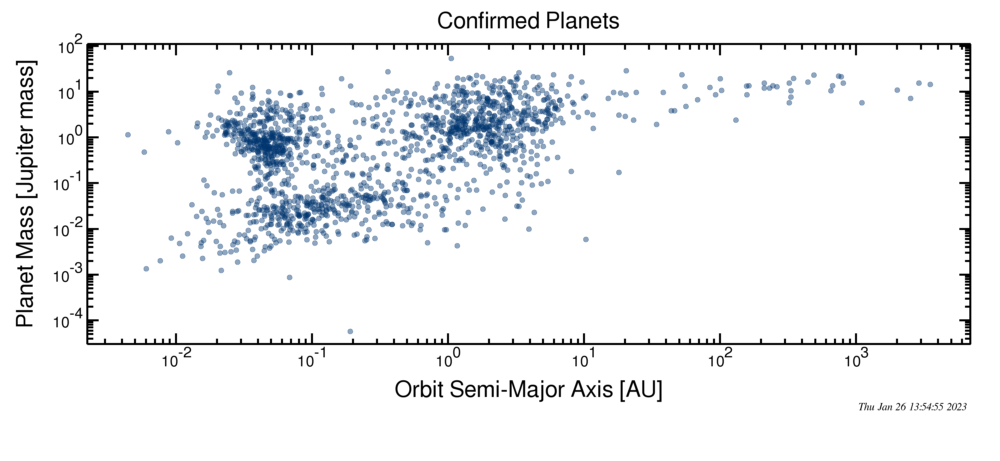 Confirmed Planets
Planet Mass [Jupiter mass]
10^2
10^1
10^0
10^-1
10^-2
10^-3
10^-4
10^-2 10^-1 10^0 10^1 10^2 10^3
Orbit Semi-Major Axis [AU]
Thu Jan 26 13:54:55 2023